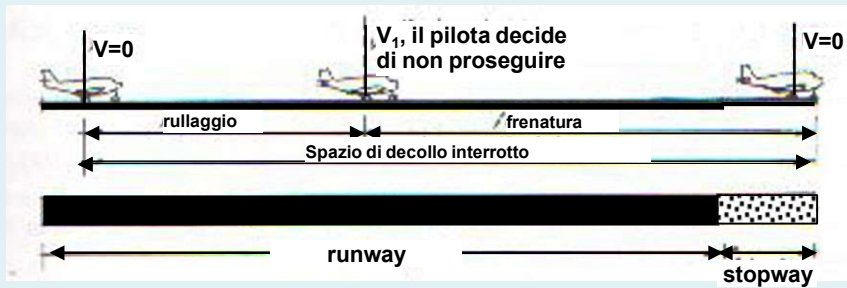 V=0
V₁, il pilota decide
di non proseguire
V=0
rullaggio
frenatura
Spazio di decollo interrotto
runway
stopway